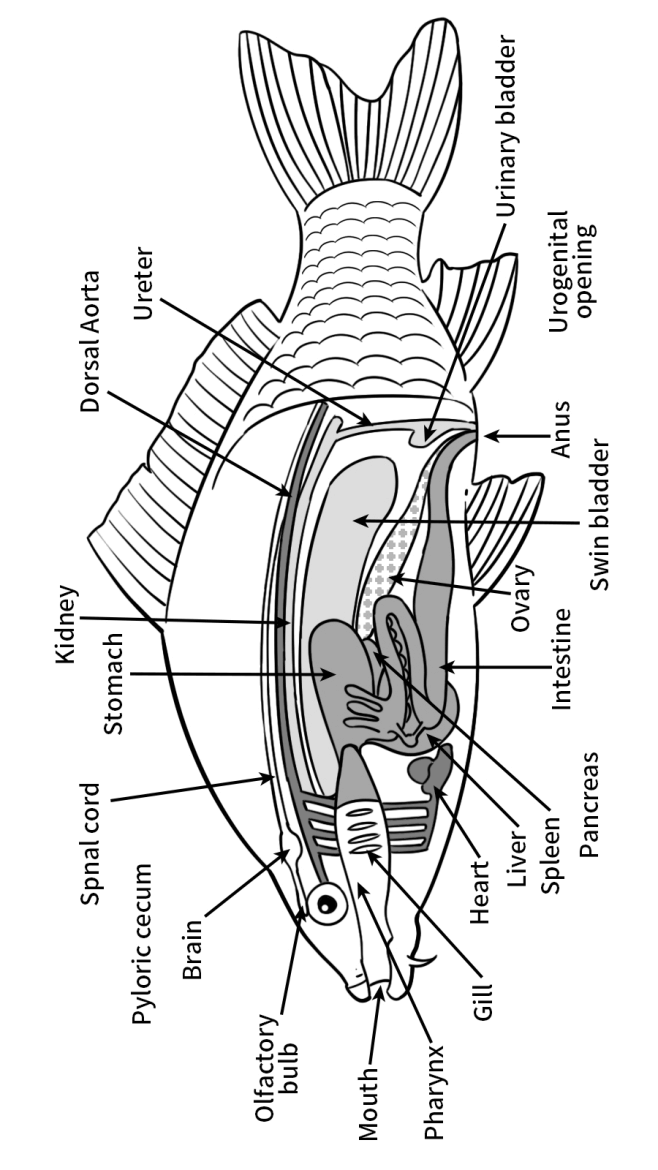 Olfactory
bulb
Brain
Pyloric cecum
Spnal cord
Stomach
Kidney
Dorsal Aorta
Ureter
Mouth
Pharynx
Gill
Heart
Liver
Spleen
Pancreas
Intestine
Ovary
Swin bladder
Anus
Urogenital
opening
Urinary bladder